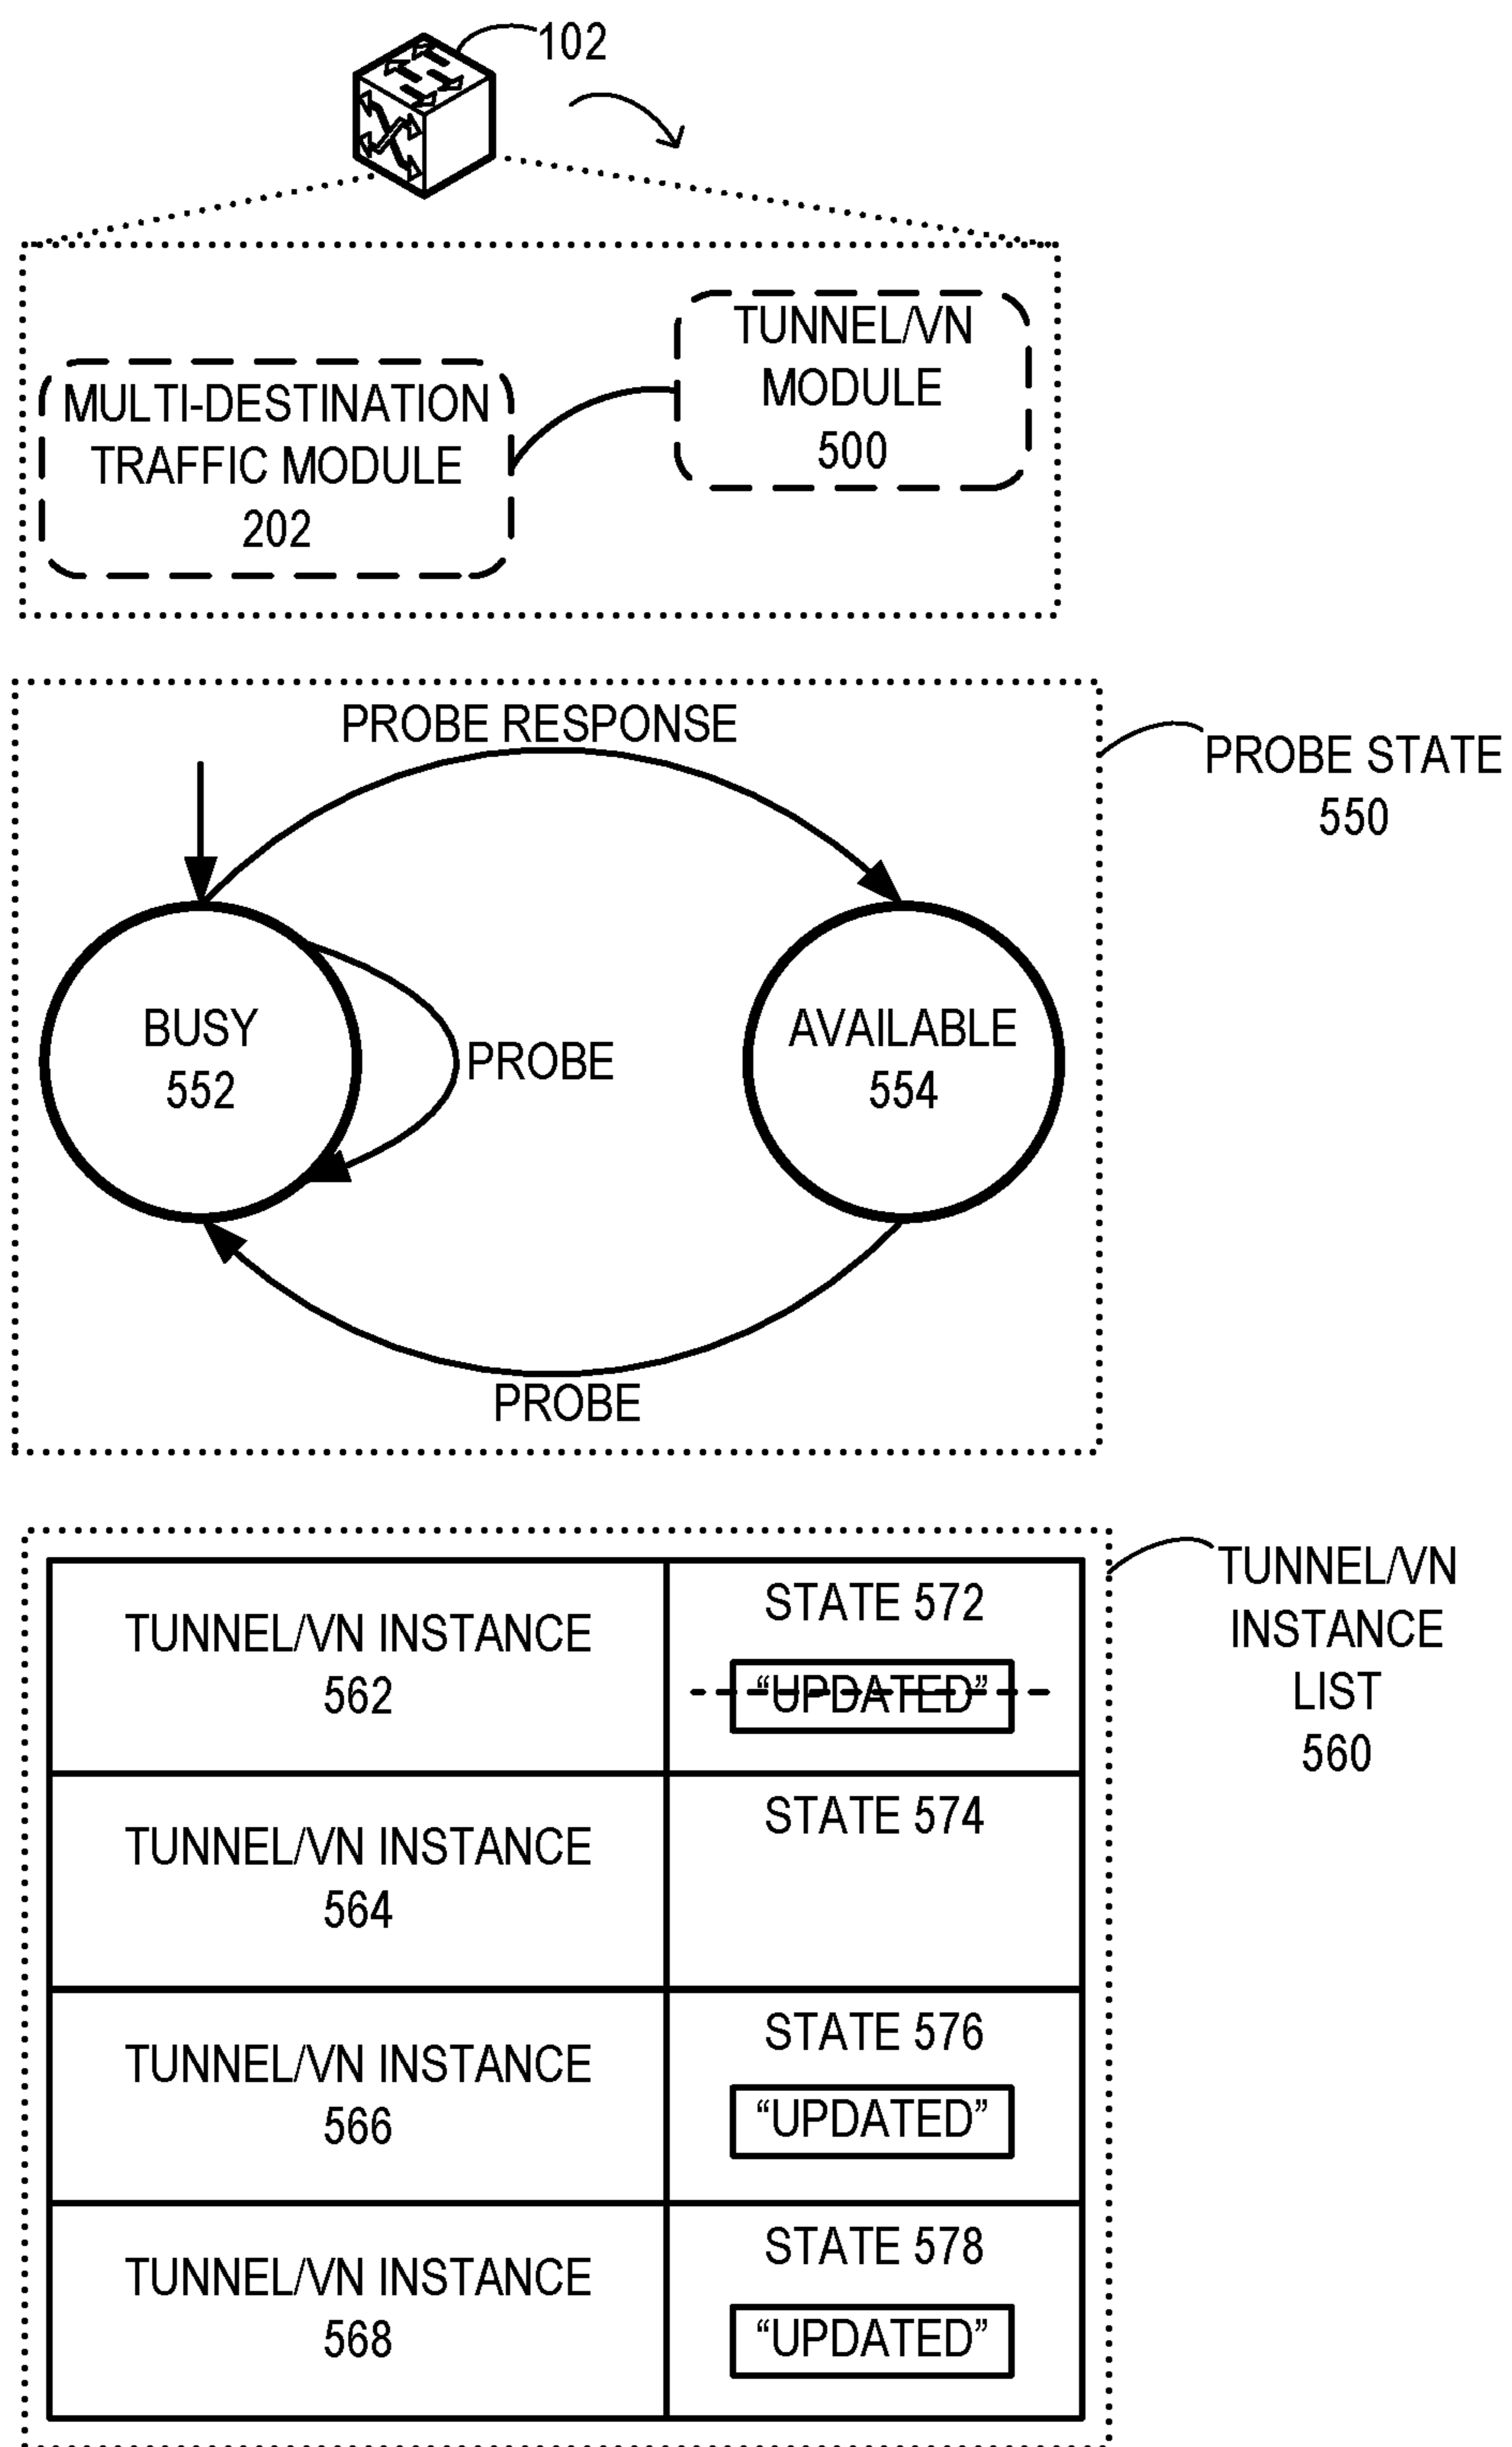 102
TUNNEL/VN
MODULE
500
MULTI-DESTINATION
TRAFFIC MODULE
202
PROBE RESPONSE
PROBE STATE
550
BUSY
552
PROBE
AVAILABLE
554
PROBE
TUNNEL/VN
INSTANCE
LIST
560
TUNNEL/VN INSTANCE
562
STATE 572
“UPDATED”
TUNNEL/VN INSTANCE
564
STATE 574
TUNNEL/VN INSTANCE
566
STATE 576
“UPDATED”
TUNNEL/VN INSTANCE
568
STATE 578
“UPDATED”